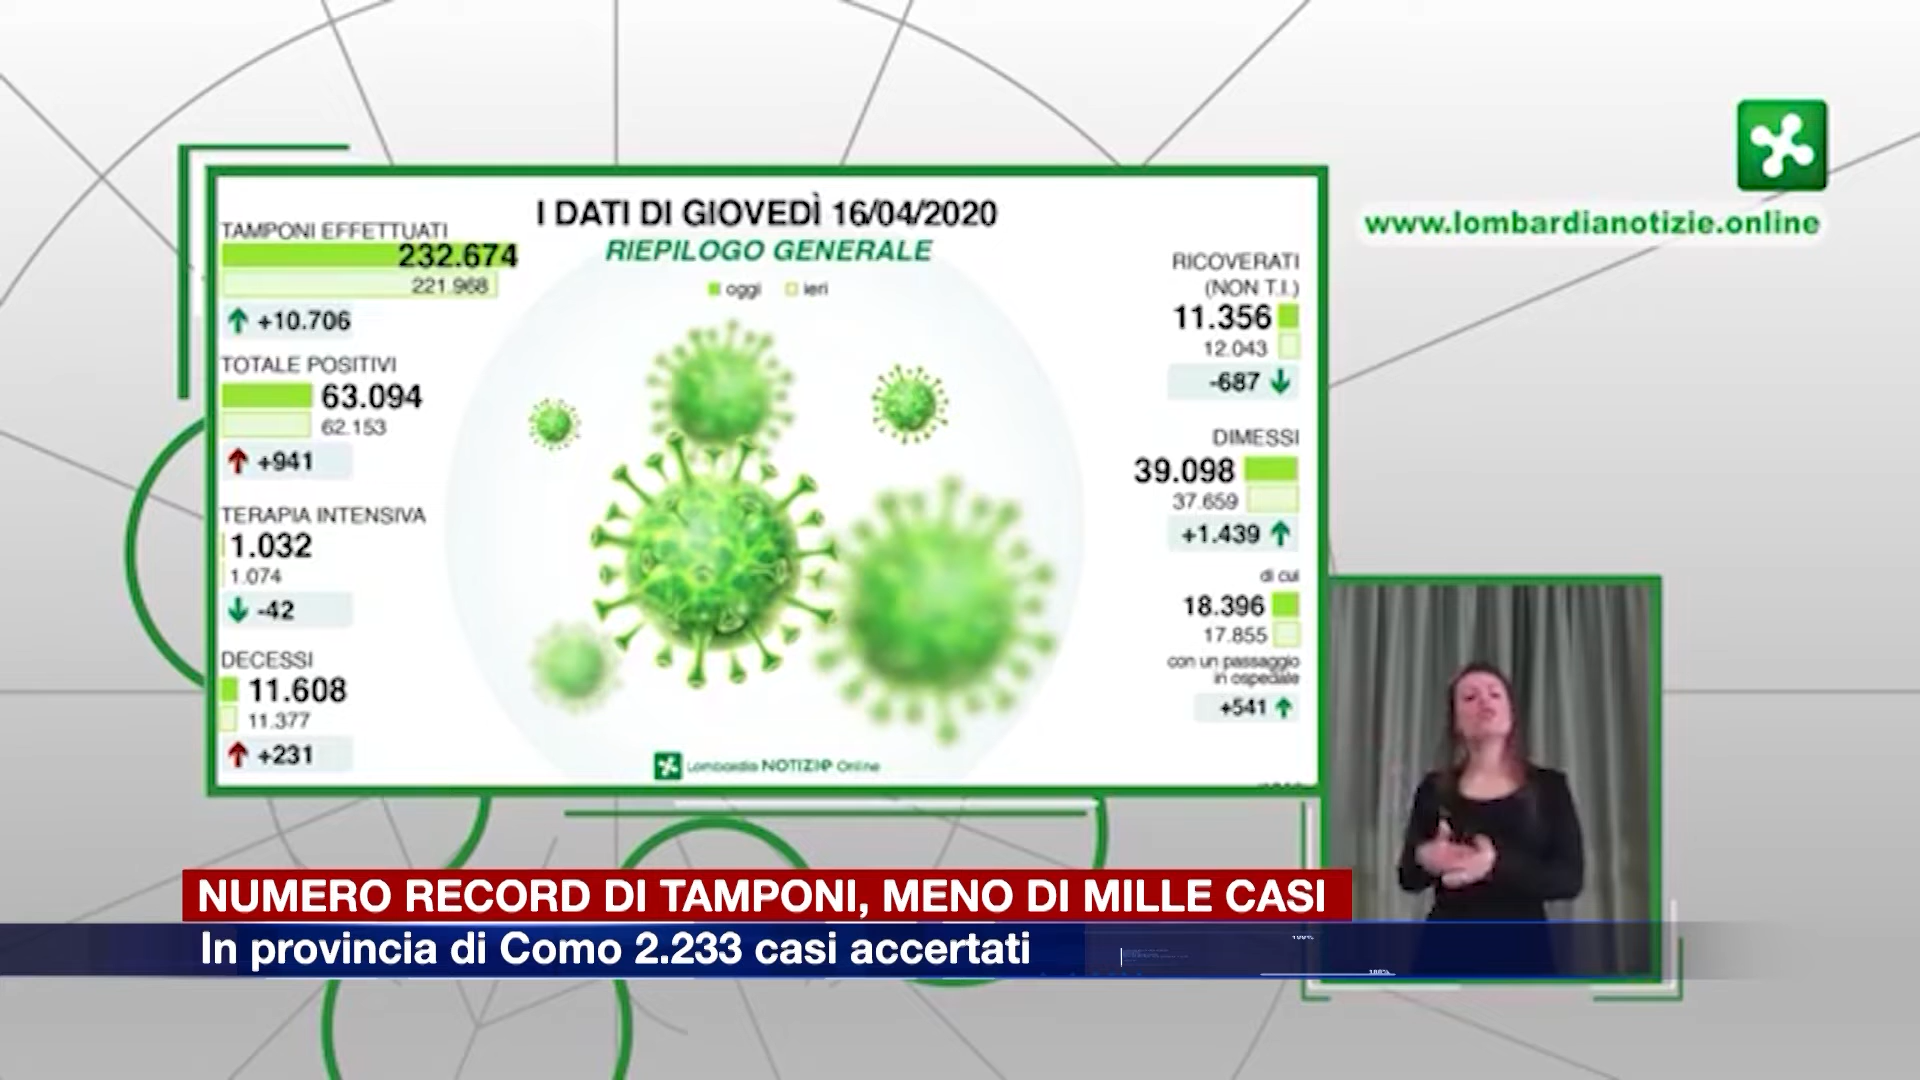 www.lombardianotizie.online
I DATI DI GIOVEDÌ 16/04/2020
RIEPILOGO GENERALE
oggi ieri
TAMPONI EFFETTUATI
232.674
221.968
+10.706
TOTALE POSITIVI
63.094
62.153
+941
TERAPIA INTENSIVA
1.032
1.074
-42
DECESSI
11.608
11.377
+231
RICOVERATI
(NON T.I.)
11.356
12.043
-687
DIMESSI
39.098
37.659
+1.439
di cui
18.396
17.855
con un passaggio
in ospedale
+541
Lombardia NOTIZIE Online
NUMERO RECORD DI TAMPONI, MENO DI MILLE CASI
In provincia di Como 2.233 casi accertati
100%
100%